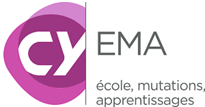 CY
EMA
école, mutations,
apprentissages